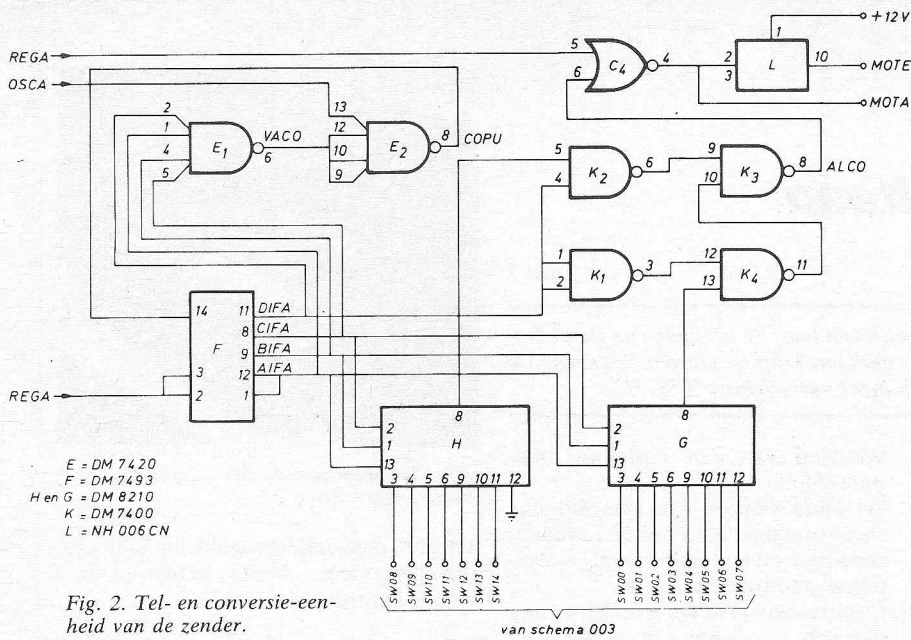 +12V
1
REGA
5
4
C4
6
2
3
L
10
MOTE
OSCA
MOTA
2
1
4
5
E1
VACO
6
13
12
10
9
E2
8
COPU
5
4
K2
6
9
10
K3
8
ALCO
1
2
K1
3
12
13
K4
11
14
11
DIFA
8
CIFA
F
9
BIFA
3
12
AIFA
REGA
2
1
8
2
1
H
13
3 4 5 6 9 10 11 12
8
2
1
G
13
3 4 5 6 9 10 11 12
E = DM 7420
F = DM 7493
H en G = DM 8210
K = DM 7400
L = NH 006CN
SW08 SW09 SW10 SW11 SW12 SW13 SW14
SW00 SW01 SW02 SW03 SW04 SW05 SW06 SW07
Fig. 2. Tel- en conversie-een-
heid van de zender.
van schema 003